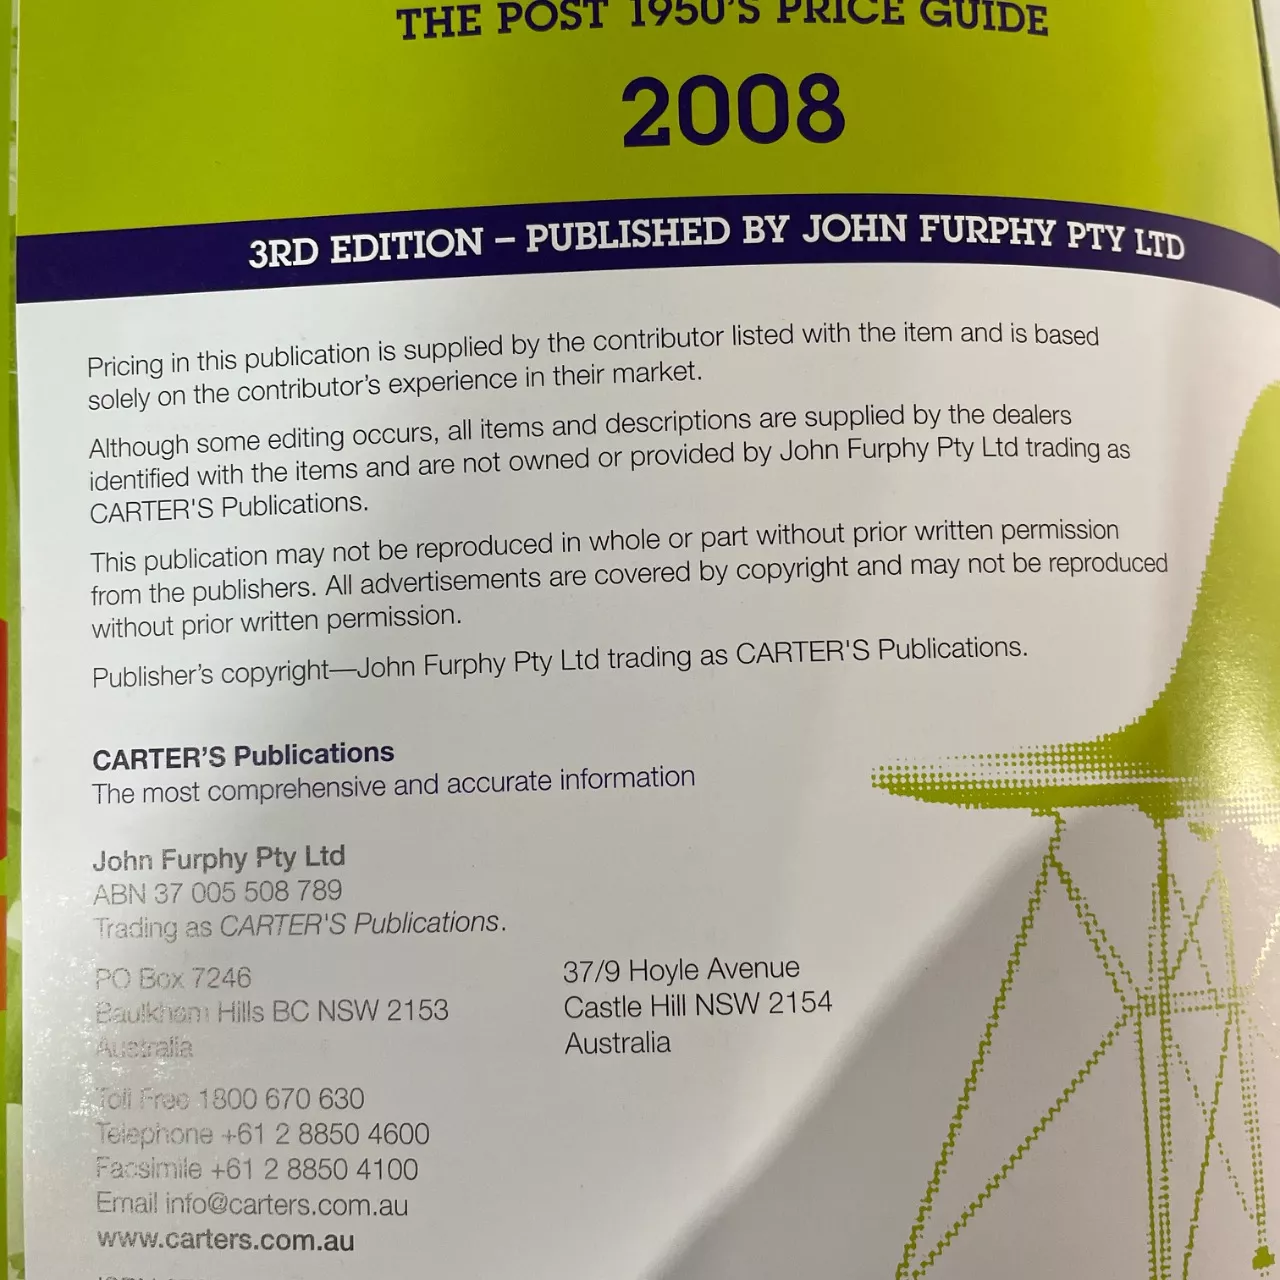 THE POST 1950'S PRICE GUIDE
2008
3RD EDITION – PUBLISHED BY JOHN FURPHY PTY LTD
Pricing in this publication is supplied by the contributor listed with the item and is based
solely on the contributor's experience in their market.
Although some editing occurs, all items and descriptions are supplied by the dealers
identified with the items and are not owned or provided by John Furphy Pty Ltd trading as
CARTER'S Publications.
This publication may not be reproduced in whole or part without prior written permission
from the publishers. All advertisements are covered by copyright and may not be reproduced
without prior written permission.
Publisher's copyright—John Furphy Pty Ltd trading as CARTER'S Publications.
CARTER'S Publications
The most comprehensive and accurate information
John Furphy Pty Ltd
ABN 37 005 508 789
Trading as CARTER'S Publications.
PO Box 7246
Baulkham Hills BC NSW 2153
Australia
37/9 Hoyle Avenue
Castle Hill NSW 2154
Australia
Toll Free 1800 670 630
Telephone +61 2 8850 4600
Facsimile +61 2 8850 4100
Email info@carters.com.au
www.carters.com.au